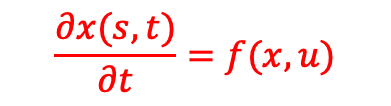 ∂x(s, t)/∂t = f(x, u)